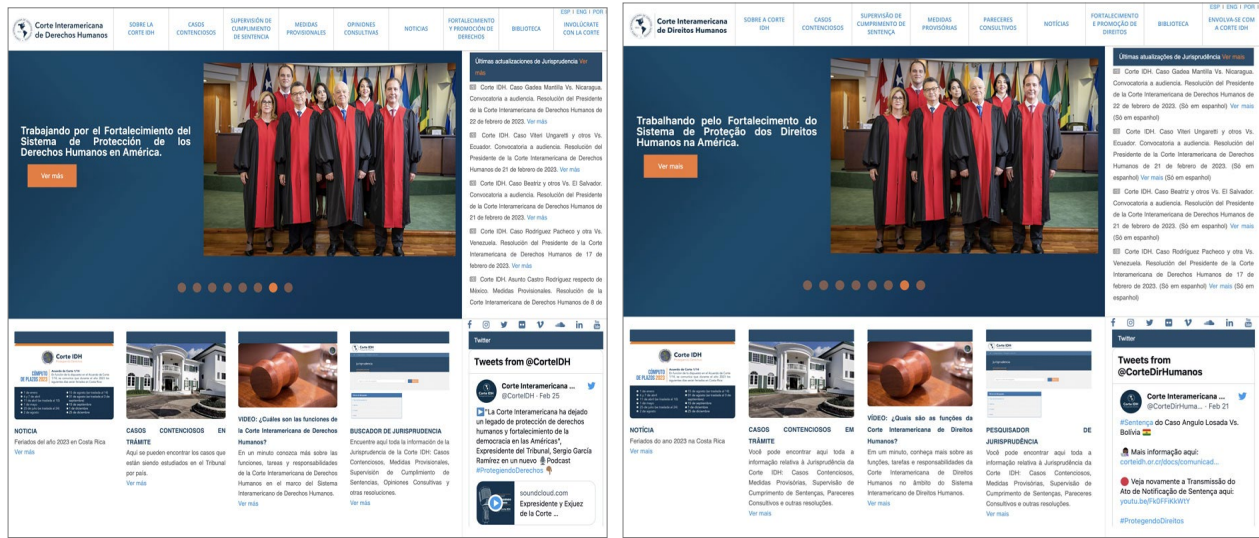 ESP | ENG | POR
Corte Interamericana
de Derechos Humanos
SOBRE LA
CORTE IDH
CASOS
CONTENCIOSOS
SUPERVISIÓN DE
CUMPLIMIENTO
DE SENTENCIA
MEDIDAS
PROVISIONALES
OPINIONES
CONSULTIVAS
NOTICIAS
FORTALECIMIENTO
Y PROMOCIÓN DE
DERECHOS
BIBLIOTECA
INVOLÚCRATE
CON LA CORTE
Trabajando por el Fortalecimiento del
Sistema de Protección de los
Derechos Humanos en América.
Ver más
Últimas actualizaciones de Jurisprudencia Ver
más
Corte IDH. Caso Gadea Mantilla Vs. Nicaragua.
Convocatoria a audiencia. Resolución del Presidente
de la Corte Interamericana de Derechos Humanos de
22 de febrero de 2023. Ver más
Corte IDH. Caso Viteri Ungaretti y otros Vs.
Ecuador. Convocatoria a audiencia. Resolución del
Presidente de la Corte Interamericana de Derechos
Humanos de 21 de febrero de 2023. Ver más
Corte IDH. Caso Beatriz y otros Vs. El Salvador.
Convocatoria a audiencia. Resolución del Presidente
de la Corte Interamericana de Derechos Humanos de
21 de febrero de 2023. Ver más
Corte IDH. Caso Rodríguez Pacheco y otra Vs.
Venezuela. Resolución del Presidente de la Corte
Interamericana de Derechos Humanos de 17 de
febrero de 2023. Ver más
Corte IDH. Asunto Castro Rodríguez respecto de
México. Medidas Provisionales. Resolución de la
Corte Interamericana de Derechos Humanos de 8 de
Corte IDH
CÓMPUTO
DE PLAZOS 2023
NOTICIA
Feriados del año 2023 en Costa Rica
Ver más
CASOS CONTENCIOSOS EN
TRÁMITE
Aquí se pueden encontrar los casos que
están siendo estudiados en el Tribunal
por país.
Ver más
VIDEO: ¿Cuáles son las funciones de
la Corte Interamericana de Derechos
Humanos?
En un minuto conozca más sobre las
funciones, tareas y responsabilidades
de la Corte Interamericana de Derechos
Humanos en el marco del Sistema
Interamericano de Derechos Humanos.
Ver más
BUSCADOR DE JURISPRUDENCIA
Encuentre aquí toda la información de la
Jurisprudencia de la Corte IDH: Casos
Contenciosos, Medidas Provisionales,
Supervisión de Cumplimiento de
Sentencias, Opiniones Consultivas y
otras resoluciones.
Ver más
Twitter
Tweets from @CorteIDH
Corte Interamericana ...
@CorteIDH · Feb 25
"La Corte Interamericana ha dejado
un legado de protección de derechos
humanos y fortalecimiento de la
democracia en las Américas",
Expresidente del Tribunal, Sergio García
Ramírez en un nuevo Podcast
#ProtegiendoDerechos
soundcloud.com
Expresidente y Exjuez
de la Corte ...
ESP | ENG | POR
Corte Interamericana
de Direitos Humanos
SOBRE A CORTE
IDH
CASOS
CONTENCIOSOS
SUPERVISÃO DE
CUMPRIMENTO DE
SENTENÇA
MEDIDAS
PROVISÓRIAS
PARECERES
CONSULTIVOS
NOTÍCIAS
FORTALECIMENTO
E PROMOÇÃO DE
DIREITOS
BIBLIOTECA
ENVOLVA-SE COM
A CORTE IDH
Trabalhando pelo Fortalecimento do
Sistema de Proteção dos Direitos
Humanos na América.
Ver mais
Últimas atualizações de Jurisprudência Ver mais
Corte IDH. Caso Gadea Mantilla Vs. Nicaragua.
Convocatoria a audiencia. Resolución del Presidente
de la Corte Interamericana de Derechos Humanos de
22 de febrero de 2023. (Só em espanhol) Ver mais
(Só em espanhol)
Corte IDH. Caso Viteri Ungaretti y otros Vs.
Ecuador. Convocatoria a audiencia. Resolución del
Presidente de la Corte Interamericana de Derechos
Humanos de 21 de febrero de 2023. (Só em
espanhol) Ver mais (Só em espanhol)
Corte IDH. Caso Beatriz y otros Vs. El Salvador.
Convocatoria a audiencia. Resolución del Presidente
de la Corte Interamericana de Derechos Humanos de
21 de febrero de 2023. (Só em espanhol) Ver mais
(Só em espanhol)
Corte IDH. Caso Rodríguez Pacheco y otra Vs.
Venezuela. Resolución del Presidente de la Corte
Interamericana de Derechos Humanos de 17 de
febrero de 2023. (Só em espanhol) Ver mais (Só em
espanhol)
Corte IDH
CÓMPUTO
DE PLAZOS 2023
NOTÍCIA
Feriados do ano 2023 na Costa Rica
Ver mais
CASOS CONTENCIOSOS EM
TRÂMITE
Você pode encontrar aqui toda a
informação relativa à Jurisprudência da
Corte IDH: Casos Contenciosos,
Medidas Provisórias, Supervisão de
Cumprimento de Sentenças, Pareceres
Consultivos e outras resoluções.
Ver mais
VÍDEO: ¿Quais são as funções da
Corte Interamericana de Direitos
Humanos?
Em um minuto, conheça mais sobre as
funções, tarefas e responsabilidades da
Corte Interamericana de Direitos
Humanos no âmbito do Sistema
Interamericano de Direitos Humanos.
Ver mais
PESQUISADOR DE
JURISPRUDÊNCIA
Você pode encontrar aqui toda a
informação relativa à Jurisprudência da
Corte IDH: Casos Contenciosos,
Medidas Provisórias, Supervisão de
Cumprimento de Sentenças, Pareceres
Consultivos e outras resoluções.
Ver mais
Twitter
Tweets from
@CorteDirHumanos
Corte Interamericana ...
@CorteDirHuma... · Feb 21
#Sentença do Caso Angulo Losada Vs.
Bolívia
Mais informação aqui:
corteidh.or.cr/docs/comunicad...
Veja novamente a Transmissão do
Ato de Notificação de Sentença aqui:
youtu.be/FkGFFiKkWtY
#ProtegendoDireitos